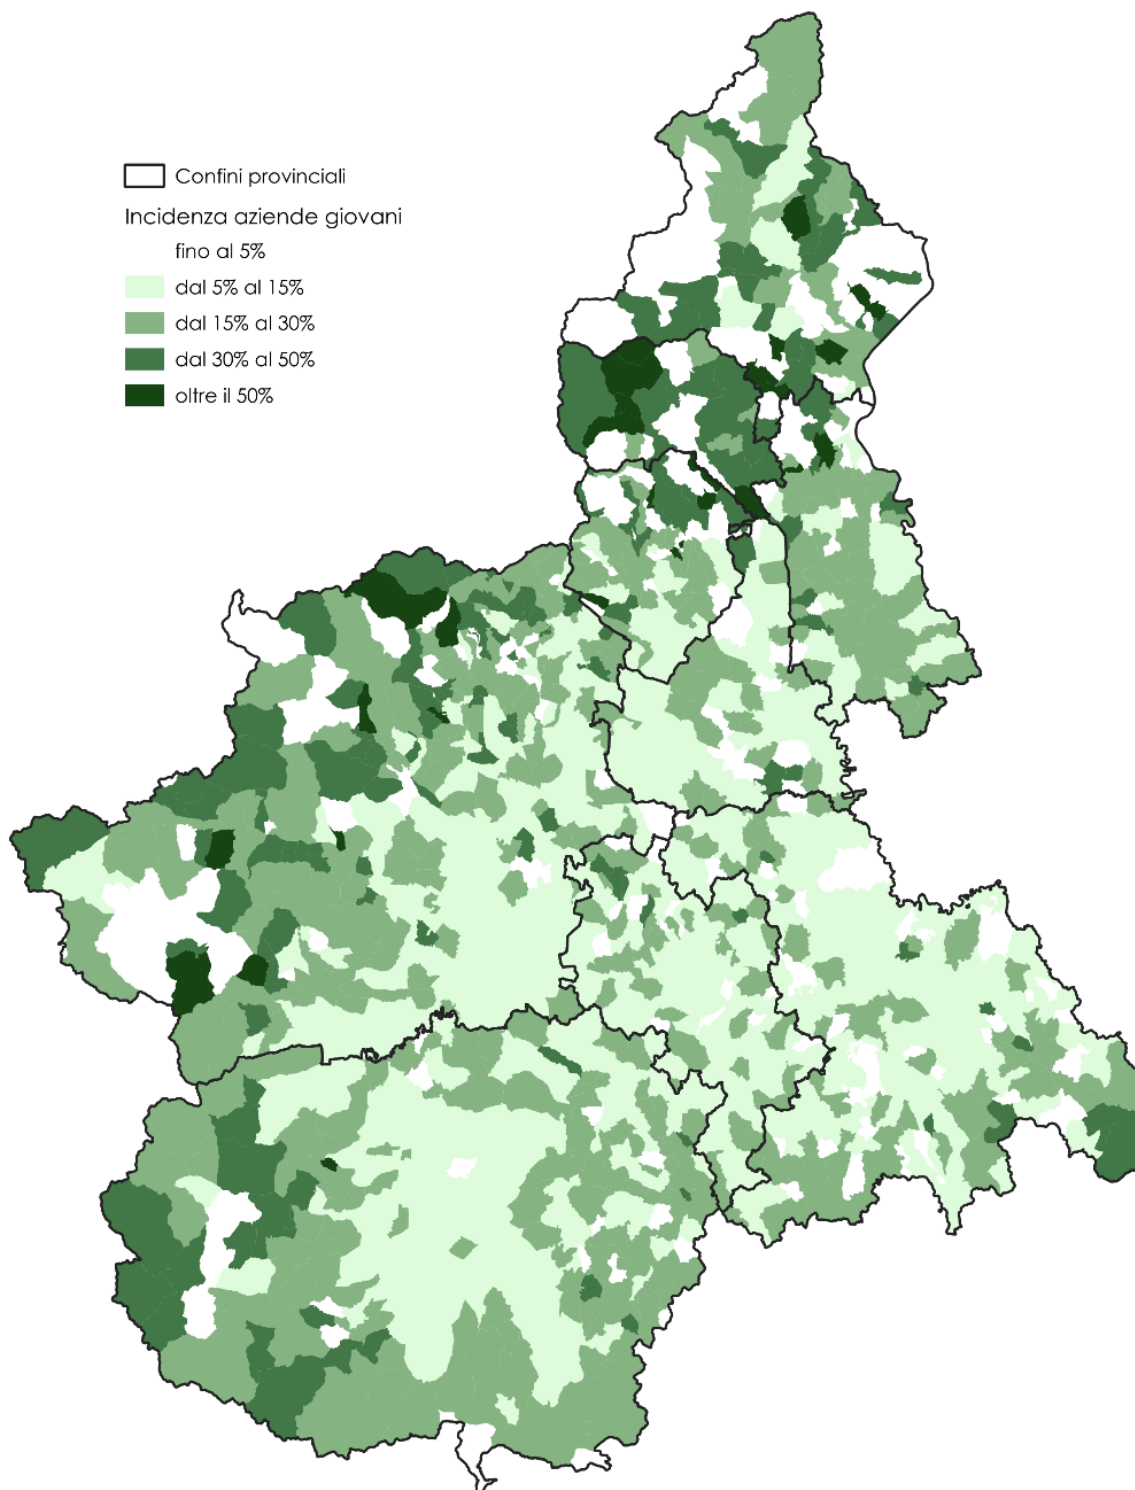 Confini provinciali
Incidenza aziende giovani
fino al 5%
dal 5% al 15%
dal 15% al 30%
dal 30% al 50%
oltre il 50%